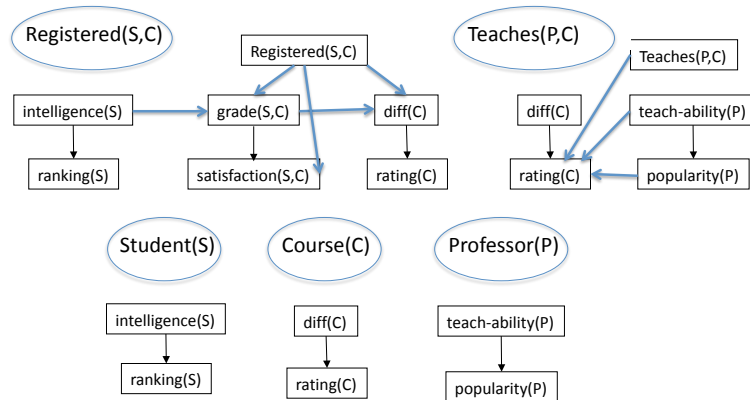 Registered(S,C)
Registered(S,C)
Teaches(P,C)
Teaches(P,C)
intelligence(S)
grade(S,C)
diff(C)
diff(C)
teach-ability(P)
ranking(S)
satisfaction(S,C)
rating(C)
rating(C)
popularity(P)
Student(S)
Course(C)
Professor(P)
intelligence(S)
diff(C)
teach-ability(P)
ranking(S)
rating(C)
popularity(P)